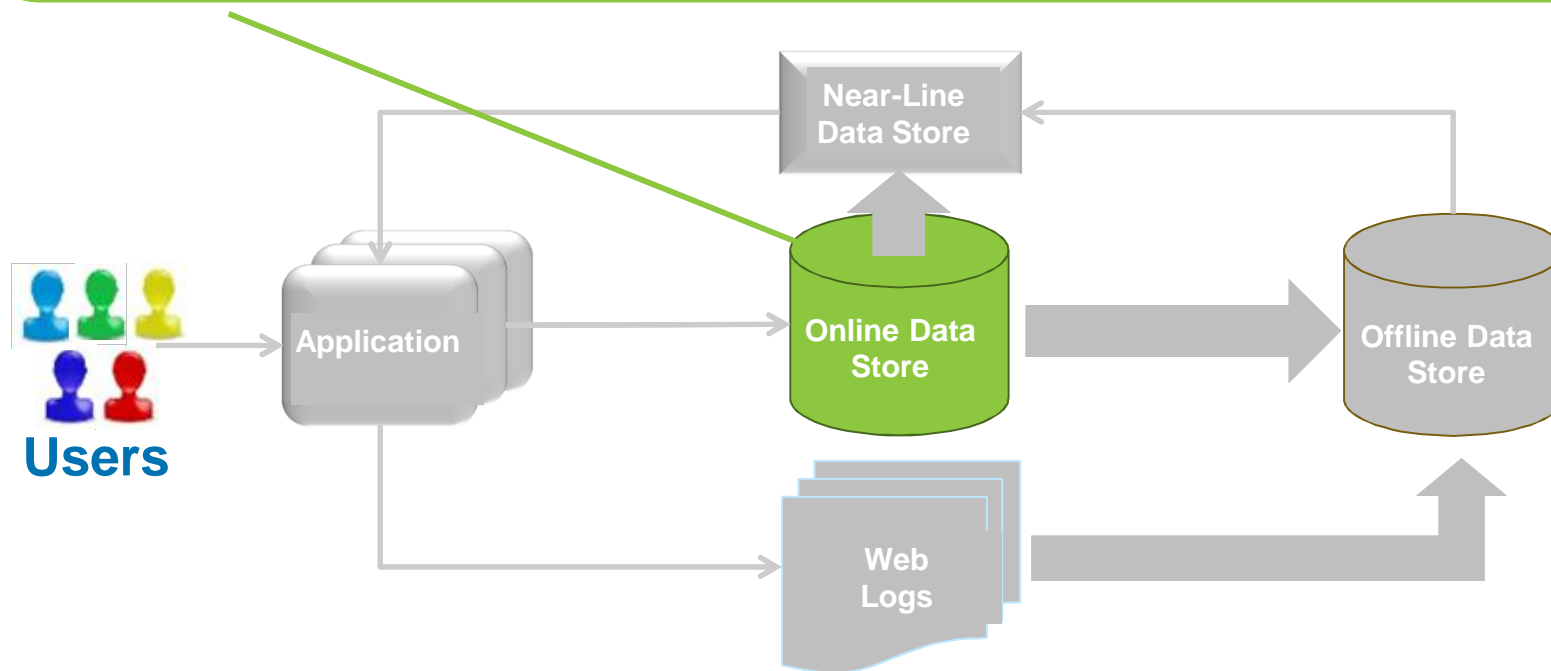 Near-Line
Data Store
Application
Online Data
Store
Offline Data
Store
Users
Web
Logs